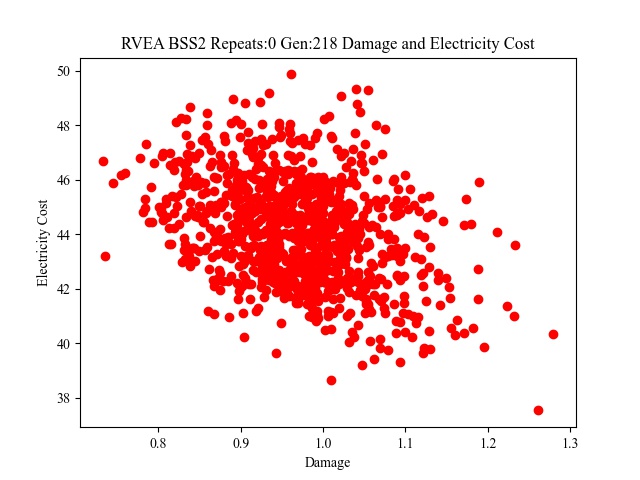 RVEA BSS2 Repeats:0 Gen:218 Damage and Electricity Cost
50
48
46
44
42
40
38
Electricity Cost
0.8 0.9 1.0 1.1 1.2 1.3
Damage